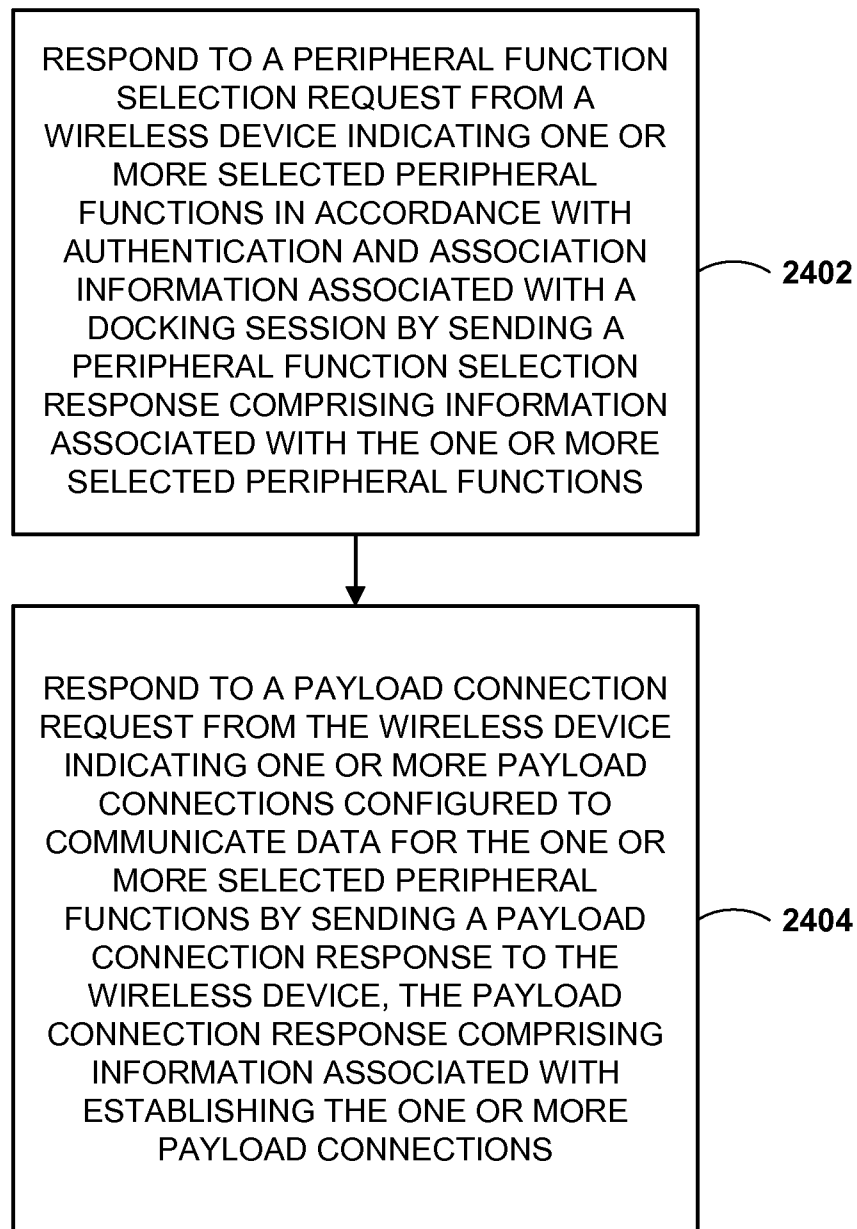 RESPOND TO A PERIPHERAL FUNCTION
SELECTION REQUEST FROM A
WIRELESS DEVICE INDICATING ONE OR
MORE SELECTED PERIPHERAL
FUNCTIONS IN ACCORDANCE WITH
AUTHENTICATION AND ASSOCIATION
INFORMATION ASSOCIATED WITH A
DOCKING SESSION BY SENDING A
PERIPHERAL FUNCTION SELECTION
RESPONSE COMPRISING INFORMATION
ASSOCIATED WITH THE ONE OR MORE
SELECTED PERIPHERAL FUNCTIONS
2402
RESPOND TO A PAYLOAD CONNECTION
REQUEST FROM THE WIRELESS DEVICE
INDICATING ONE OR MORE PAYLOAD
CONNECTIONS CONFIGURED TO
COMMUNICATE DATA FOR THE ONE OR
MORE SELECTED PERIPHERAL
FUNCTIONS BY SENDING A PAYLOAD
CONNECTION RESPONSE TO THE
WIRELESS DEVICE, THE PAYLOAD
CONNECTION RESPONSE COMPRISING
INFORMATION ASSOCIATED WITH
ESTABLISHING THE ONE OR MORE
PAYLOAD CONNECTIONS
2404